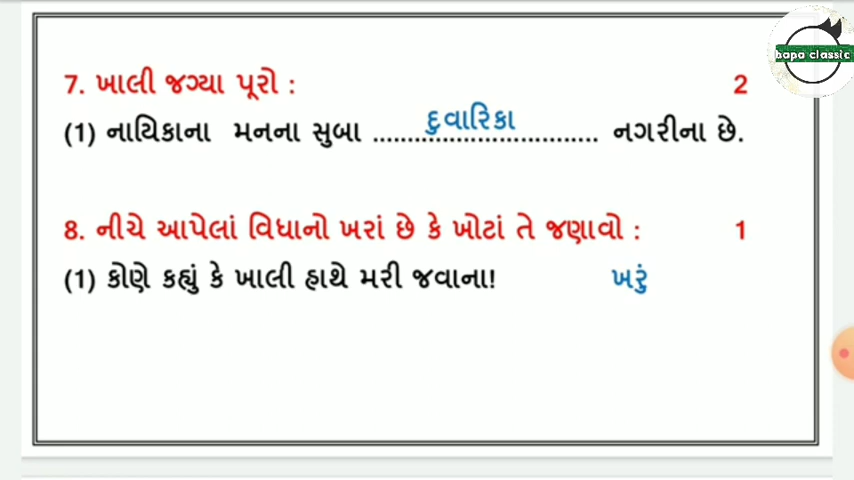 bapa classic
7. ખાલી જગ્યા પૂરો : 2
(1) નાયિકાના મનના સુબા ....દુવારિકા.... નગરીના છે.
8. નીચે આપેલાં વિધાનો ખરાં છે કે ખોટાં તે જણાવો : 1
(1) કોણે કહ્યું કે ખાલી હાથે મરી જવાના! ખરું